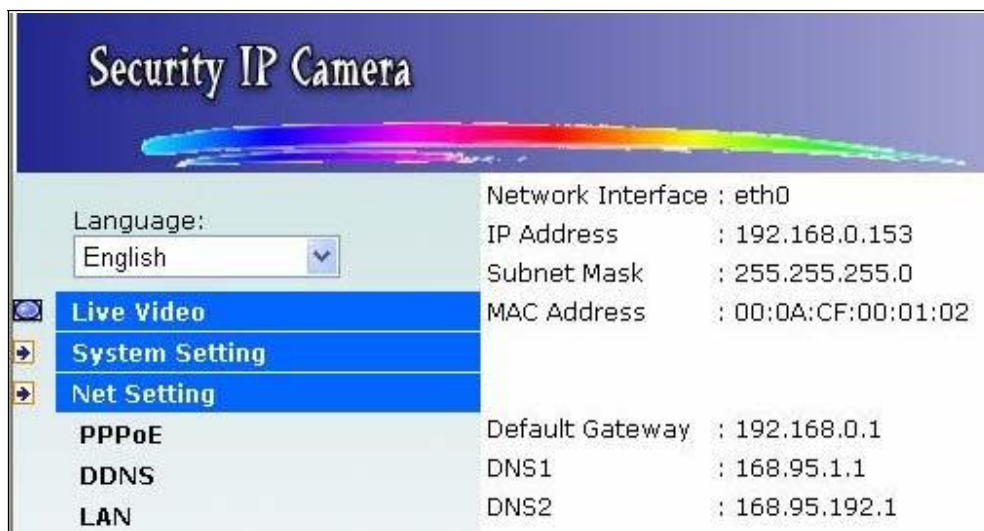 Security IP Camera
Language:
English
Live Video
System Setting
Net Setting
PPPoE
DDNS
LAN
Network Interface : eth0
IP Address : 192.168.0.153
Subnet Mask : 255.255.255.0
MAC Address : 00:0A:CF:00:01:02
Default Gateway : 192.168.0.1
DNS1 : 168.95.1.1
DNS2 : 168.95.192.1